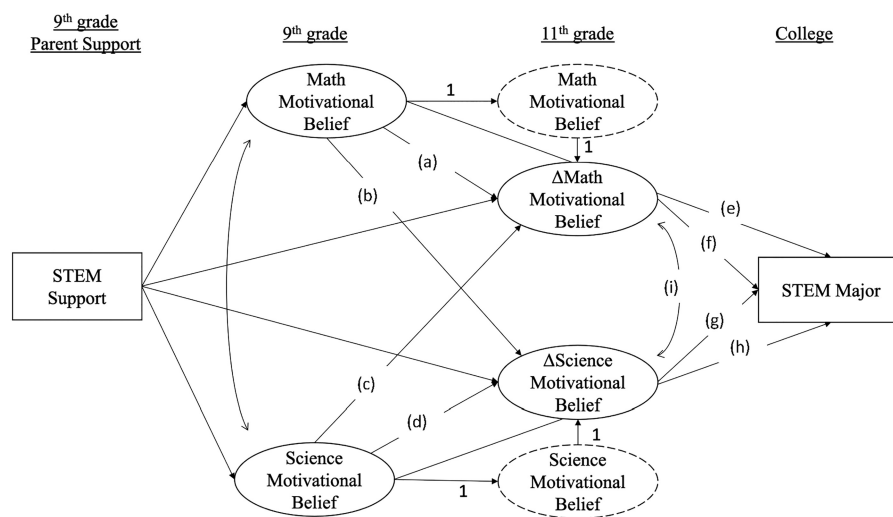 9th grade
Parent Support
9th grade
11th grade
College
Math
Motivational
Belief
1
Math
Motivational
Belief
1
(a)
(b)
ΔMath
Motivational
Belief
(e)
(f)
STEM
Support
(i)
STEM Major
(g)
(h)
(c)
(d)
ΔScience
Motivational
Belief
1
Science
Motivational
Belief
1
Science
Motivational
Belief